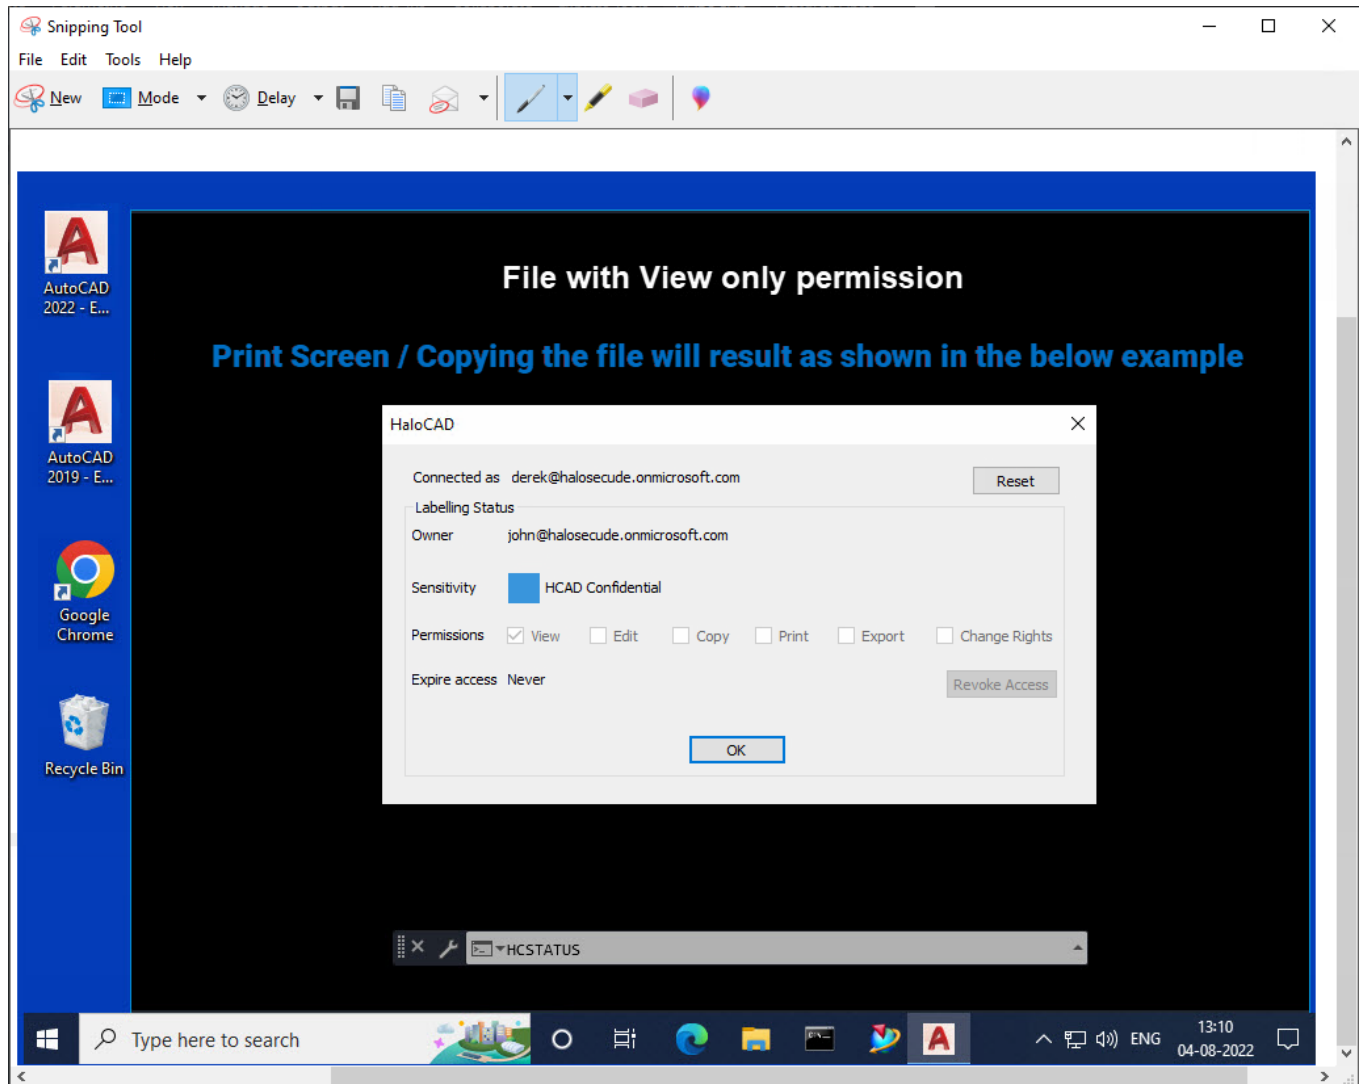 Snipping Tool
File Edit Tools Help
New Mode Delay
AutoCAD
2022 - E...
AutoCAD
2019 - E...
Google
Chrome
Recycle Bin
File with View only permission
Print Screen / Copying the file will result as shown in the below example
HaloCAD
Connected as derek@halosecude.onmicrosoft.com
Reset
Labelling Status
Owner john@halosecude.onmicrosoft.com
Sensitivity HCAD Confidential
Permissions View Edit Copy Print Export Change Rights
Expire access Never
Revoke Access
OK
HCSTATUS
Type here to search
ENG
13:10
04-08-2022